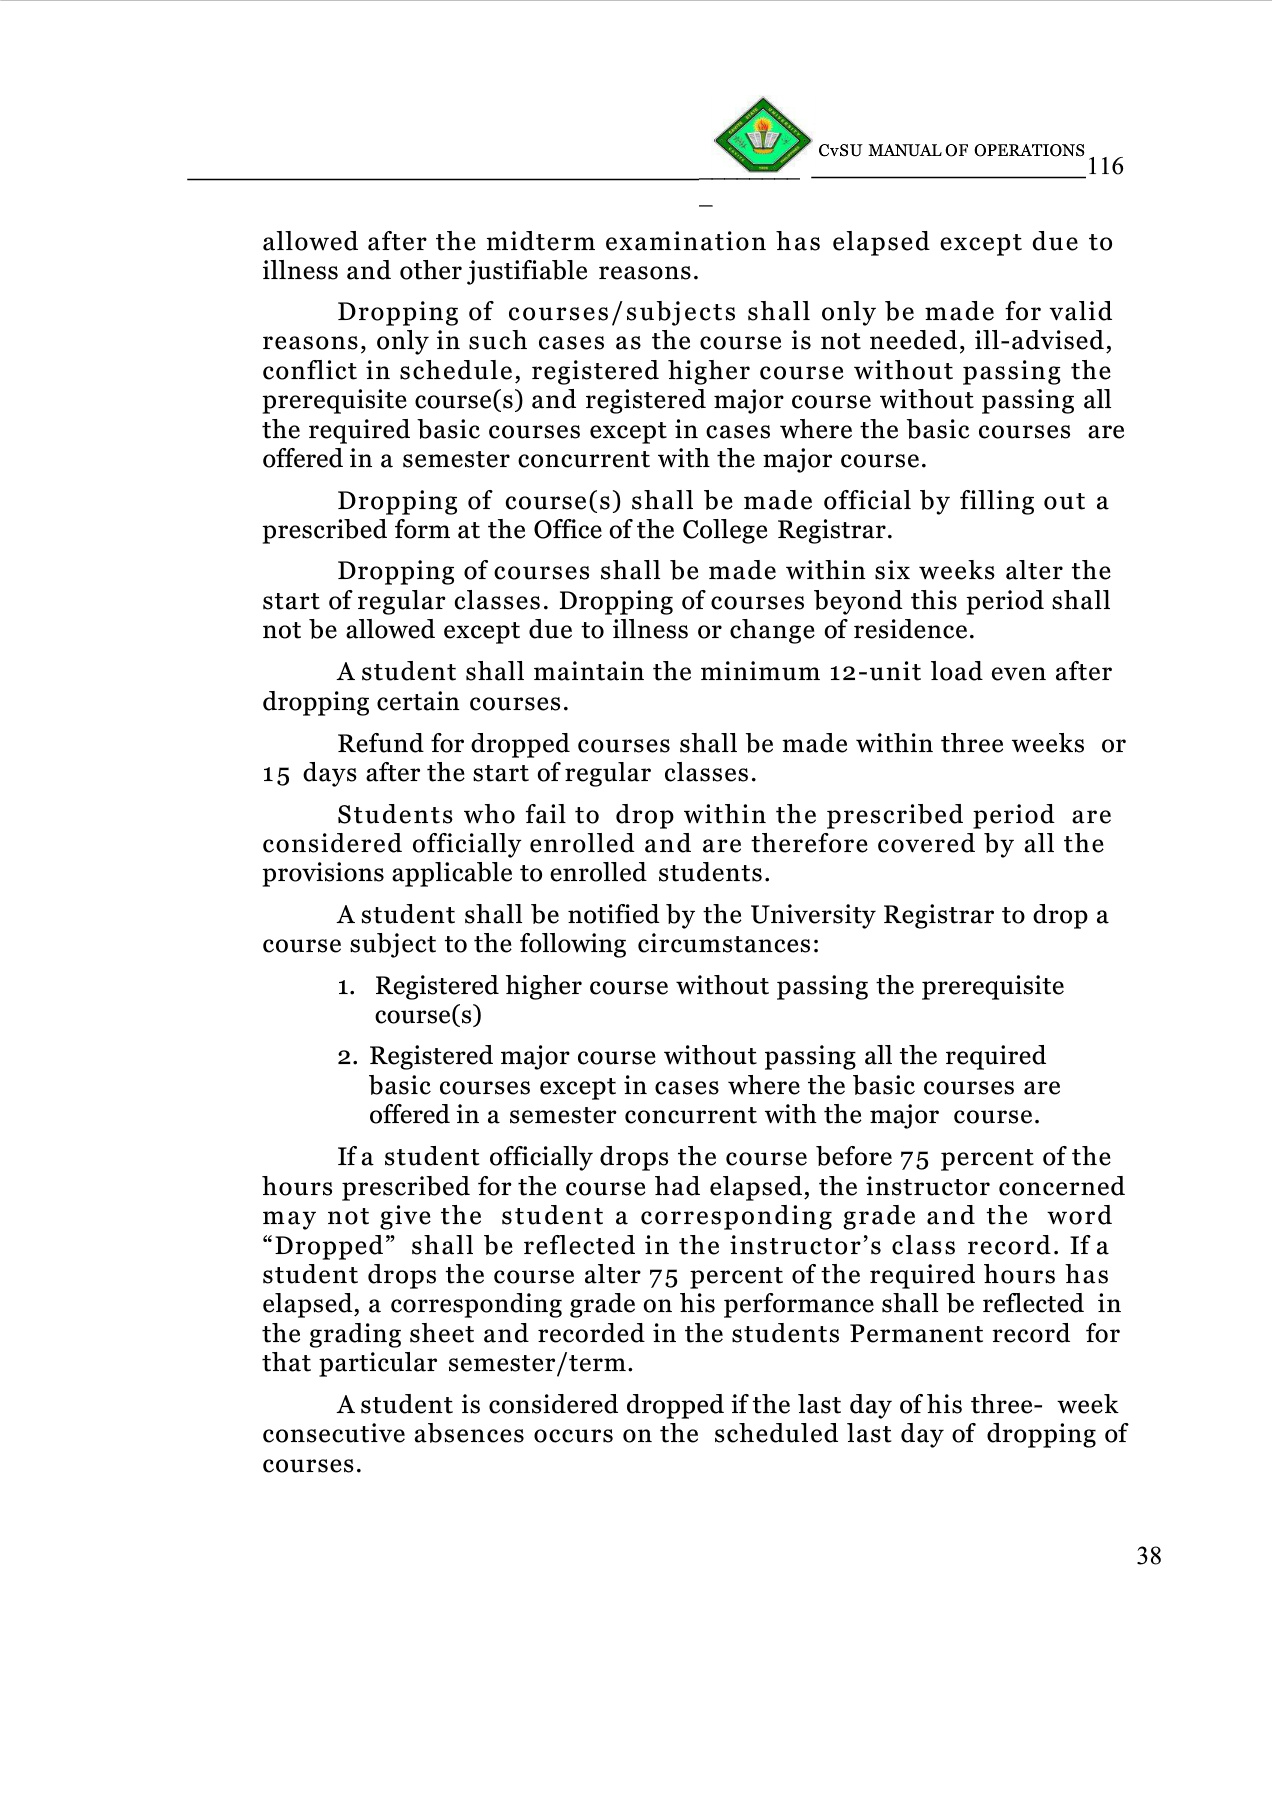 CvSU MANUAL OF OPERATIONS
116
allowed after the midterm examination has elapsed except due to
illness and other justifiable reasons.
Dropping of courses/subjects shall only be made for valid
reasons, only in such cases as the course is not needed, ill-advised,
conflict in schedule, registered higher course without passing the
prerequisite course(s) and registered major course without passing all
the required basic courses except in cases where the basic courses are
offered in a semester concurrent with the major course.
Dropping of course(s) shall be made official by filling out a
prescribed form at the Office of the College Registrar.
Dropping of courses shall be made within six weeks alter the
start of regular classes. Dropping of courses beyond this period shall
not be allowed except due to illness or change of residence.
A student shall maintain the minimum 12-unit load even after
dropping certain courses.
Refund for dropped courses shall be made within three weeks or
15 days after the start of regular classes.
Students who fail to drop within the prescribed period are
considered officially enrolled and are therefore covered by all the
provisions applicable to enrolled students.
A student shall be notified by the University Registrar to drop a
course subject to the following circumstances:
1. Registered higher course without passing the prerequisite
course(s)
2. Registered major course without passing all the required
basic courses except in cases where the basic courses are
offered in a semester concurrent with the major course.
If a student officially drops the course before 75 percent of the
hours prescribed for the course had elapsed, the instructor concerned
may not give the student a corresponding grade and the word
“Dropped” shall be reflected in the instructor’s class record. If a
student drops the course alter 75 percent of the required hours has
elapsed, a corresponding grade on his performance shall be reflected in
the grading sheet and recorded in the students Permanent record for
that particular semester/term.
A student is considered dropped if the last day of his three- week
consecutive absences occurs on the scheduled last day of dropping of
courses.
38